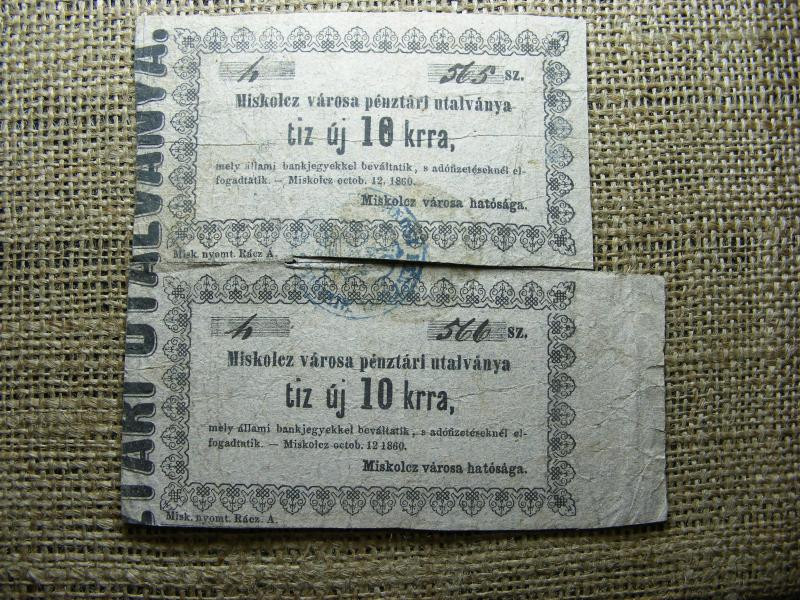 TÁRI UTALVÁNYA.
h 565 sz.
Miskolcz városa pénztári utalványa
tiz új 10 krra,
mely állami bankjegyekkel beváltatik, s adófizetéseknél el-
fogadtatik. — Miskolcz octob. 12, 1860.
Miskolcz városa hatósága.
Misk. nyomt. Rácz A.
h 566 sz.
Miskolcz városa pénztári utalványa
tiz új 10 krra,
mely állami bankjegyekkel beváltatik, s adófizetéseknél el-
fogadtatik. — Miskolcz octob. 12 1860.
Miskolcz városa hatósága.
Misk. nyomt. Rácz. A.